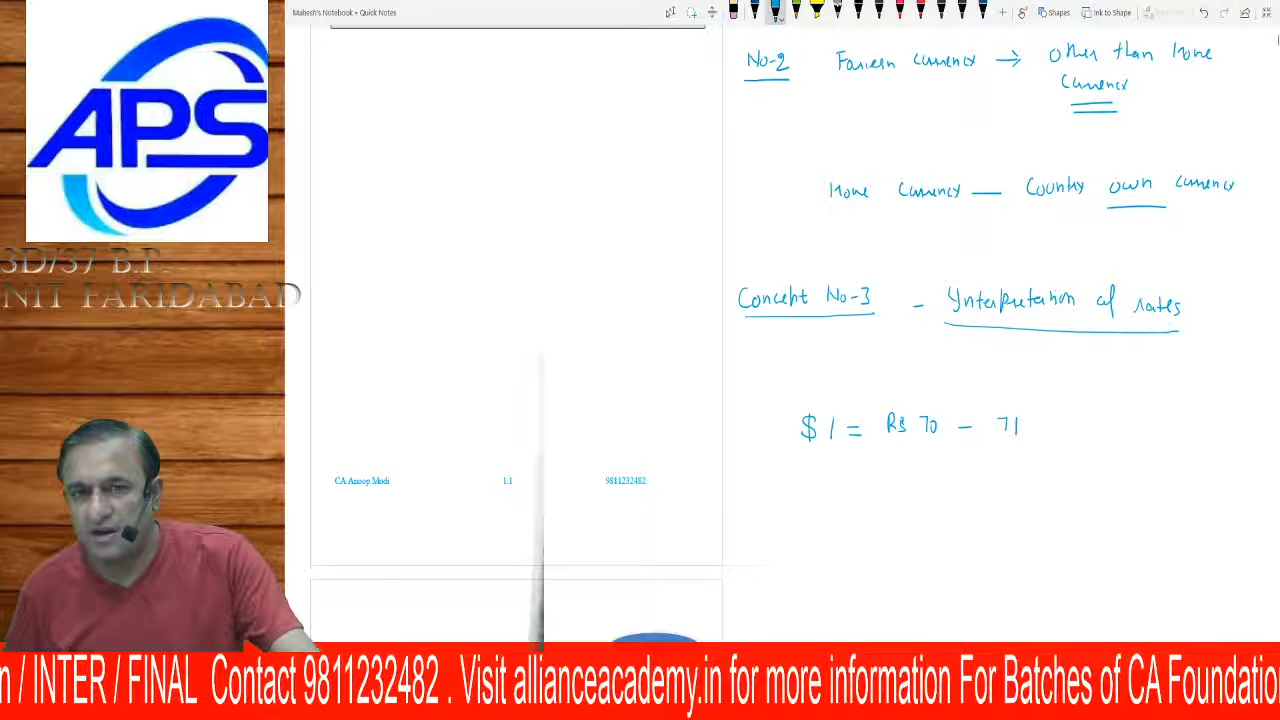 Mahesh's Notebook » Quick Notes
Shapes
Ink to Shape
APS
3D/37 B.P.
NIT FARIDABAD
No-2 Foriegn currency ⇒ other than Home
Currency
Home Currency — Country own currency
Concept No-3 - Interpretation of rates
$ 1 = RS 70 - 71
CA Anoop Modi 1.1 9811232482
n / INTER / FINAL Contact 9811232482 . Visit allianceacademy.in for more information For Batches of CA Foundatio